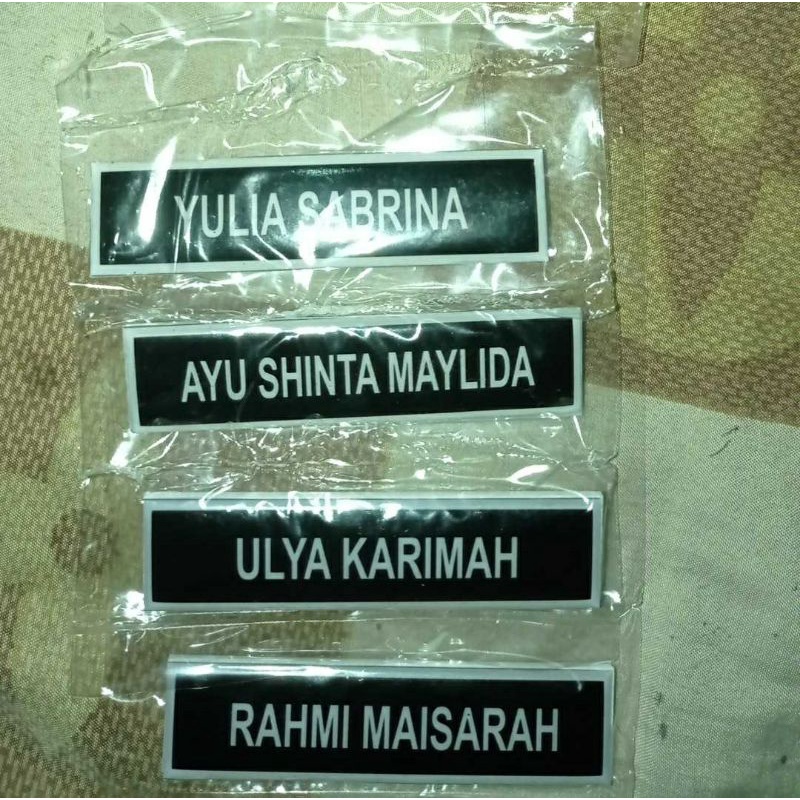 YULIA SABRINA
AYU SHINTA MAYLIDA
ULYA KARIMAH
RAHMI MAISARAH